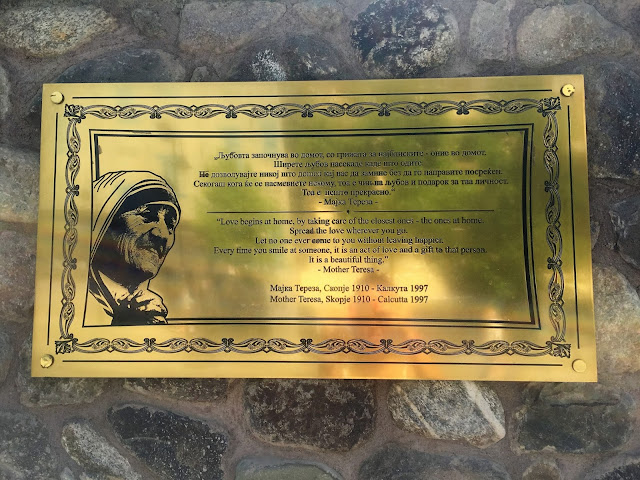 „Љубовта започнува во домот, со грижата за најблиските - оние во домот.
Ширете љубов насекаде каде што одите.
Не дозволувајте никој што дошол кај вас да замине без да го направите посреќен.
Секогаш кога ќе се насмевнете некому, тоа е чин на љубов и подарок за таа личност.
Тоа е нешто прекрасно.“
- Мајка Тереза -
“Love begins at home, by taking care of the closest ones - the ones at home.
Spread the love wherever you go.
Let no one ever come to you without leaving happier.
Every time you smile at someone, it is an act of love and a gift to that person.
It is a beautiful thing.”
- Mother Teresa -
Мајка Тереза, Скопје 1910 - Калкута 1997
Mother Teresa, Skopje 1910 - Calcutta 1997